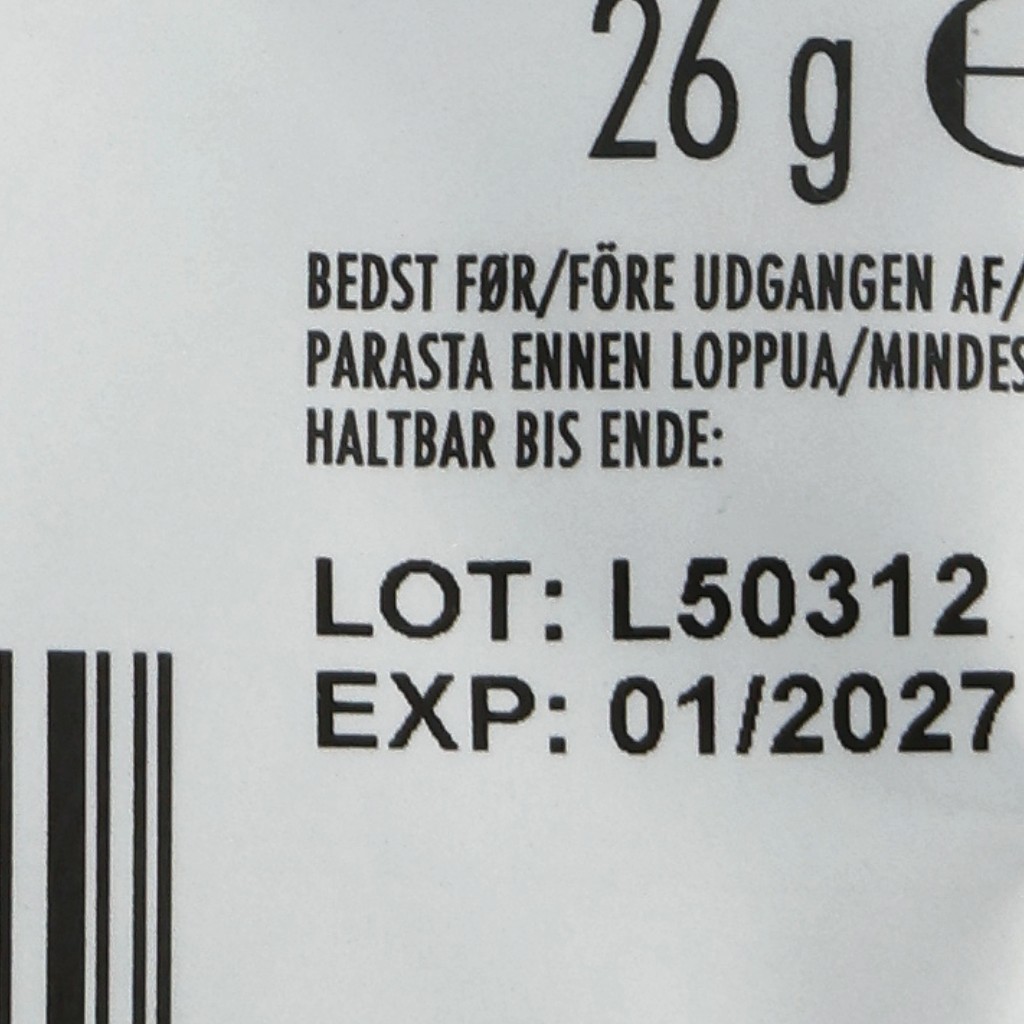 26 g ℮
BEDST FØR/FÖRE UDGANGEN AF/
PARASTA ENNEN LOPPUA/MINDES
HALTBAR BIS ENDE:
LOT: L50312
EXP: 01/2027